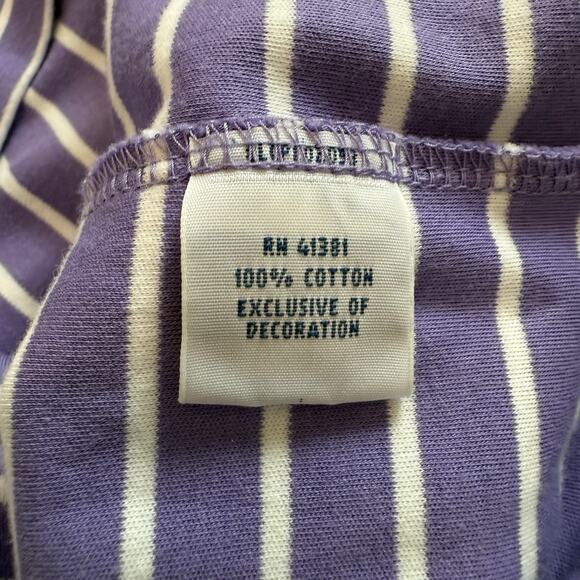 RN 41381
100% COTTON
EXCLUSIVE OF
DECORATION